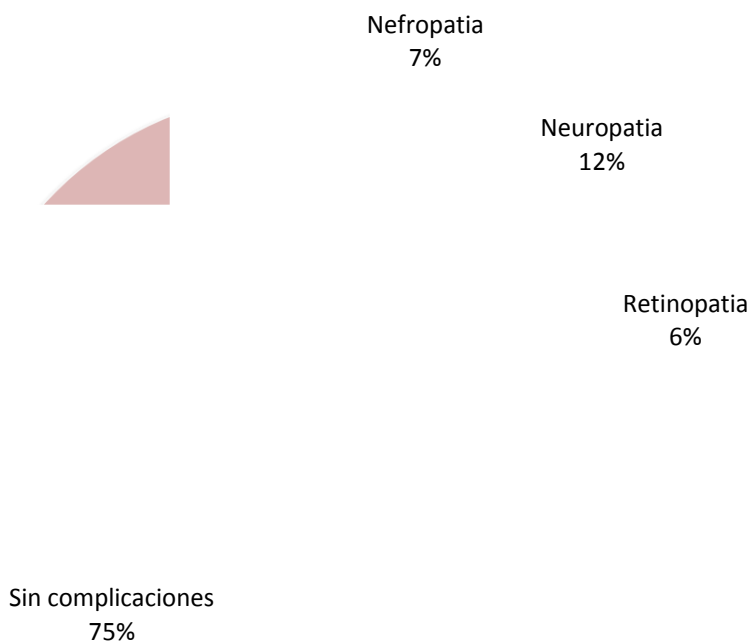 Nefropatia
7%
Neuropatia
12%
Retinopatia
6%
Sin complicaciones
75%